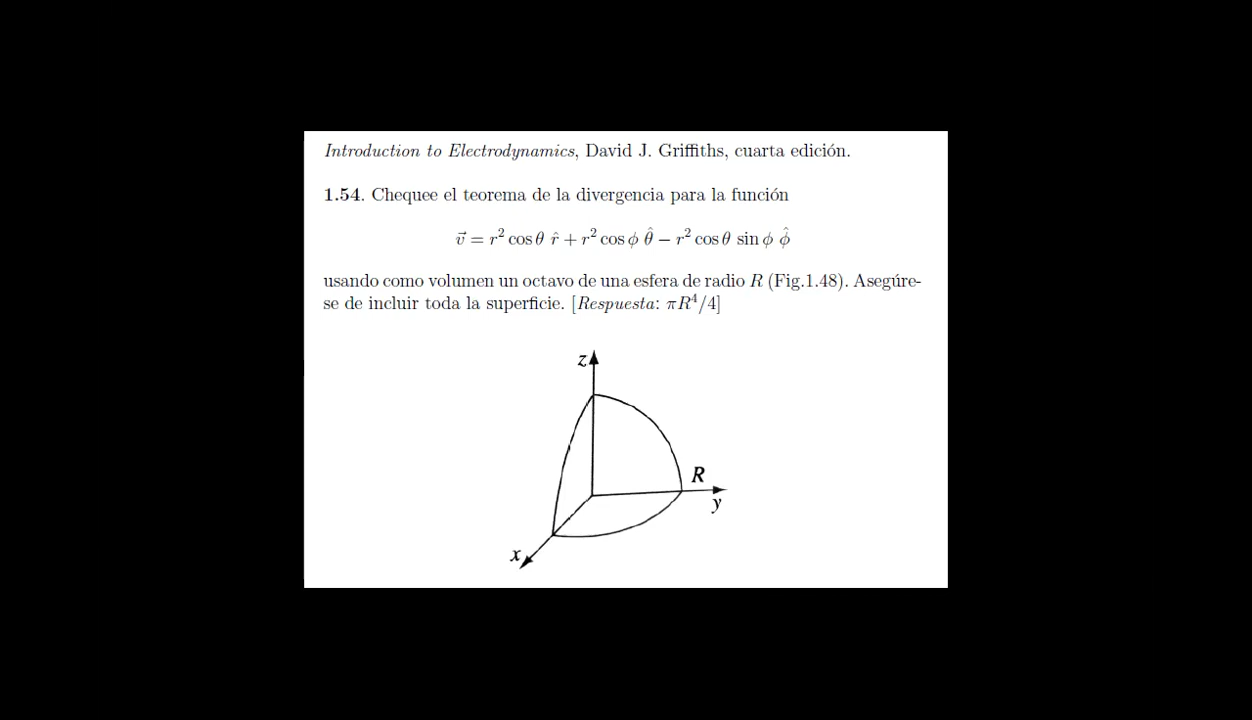 Introduction to Electrodynamics, David J. Griffiths, cuarta edición.
1.54. Chequee el teorema de la divergencia para la función
v⃗ = r² cos θ r̂ + r² cos ϕ θ̂ − r² cos θ sin ϕ ϕ̂
usando como volumen un octavo de una esfera de radio R (Fig.1.48). Asegúre-
se de incluir toda la superficie. [Respuesta: πR⁴/4]
z
R
y
x